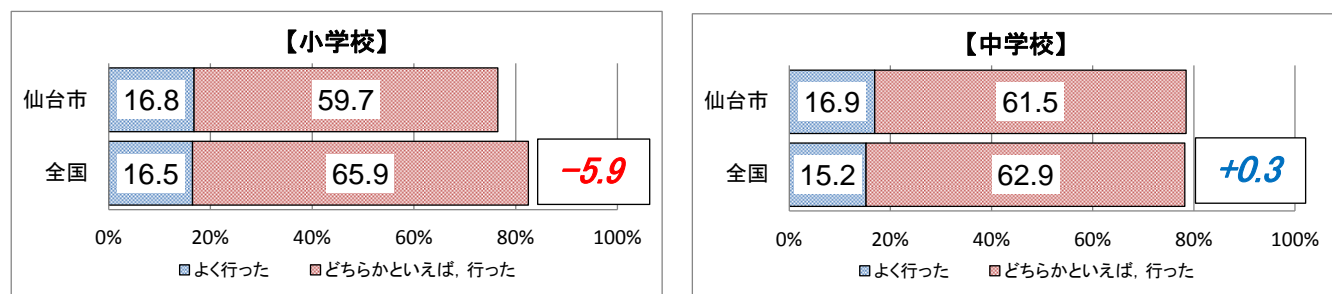 【小学校】
仙台市 16.8 59.7
全国 16.5 65.9 −5.9
0% 20% 40% 60% 80% 100%
よく行った どちらかといえば，行った
【中学校】
仙台市 16.9 61.5
全国 15.2 62.9 +0.3
0% 20% 40% 60% 80% 100%
よく行った どちらかといえば，行った